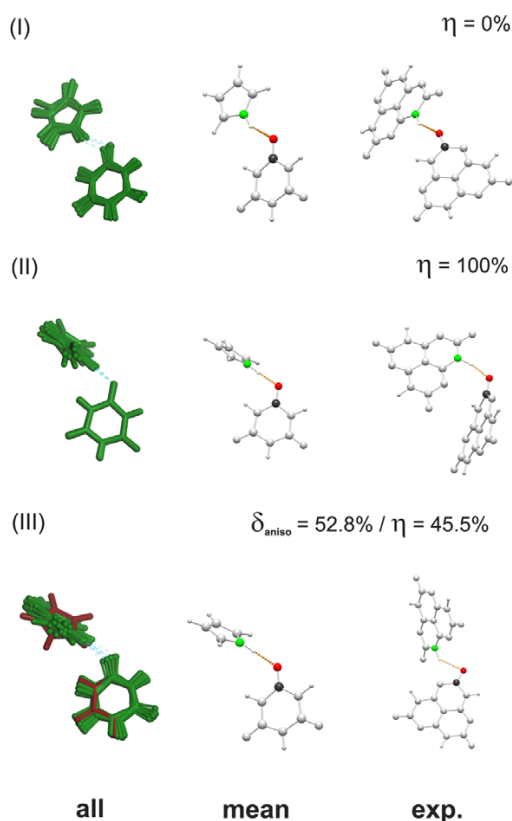 (I) η = 0%
(II) η = 100%
(III) δaniso = 52.8% / η = 45.5%
all mean exp.